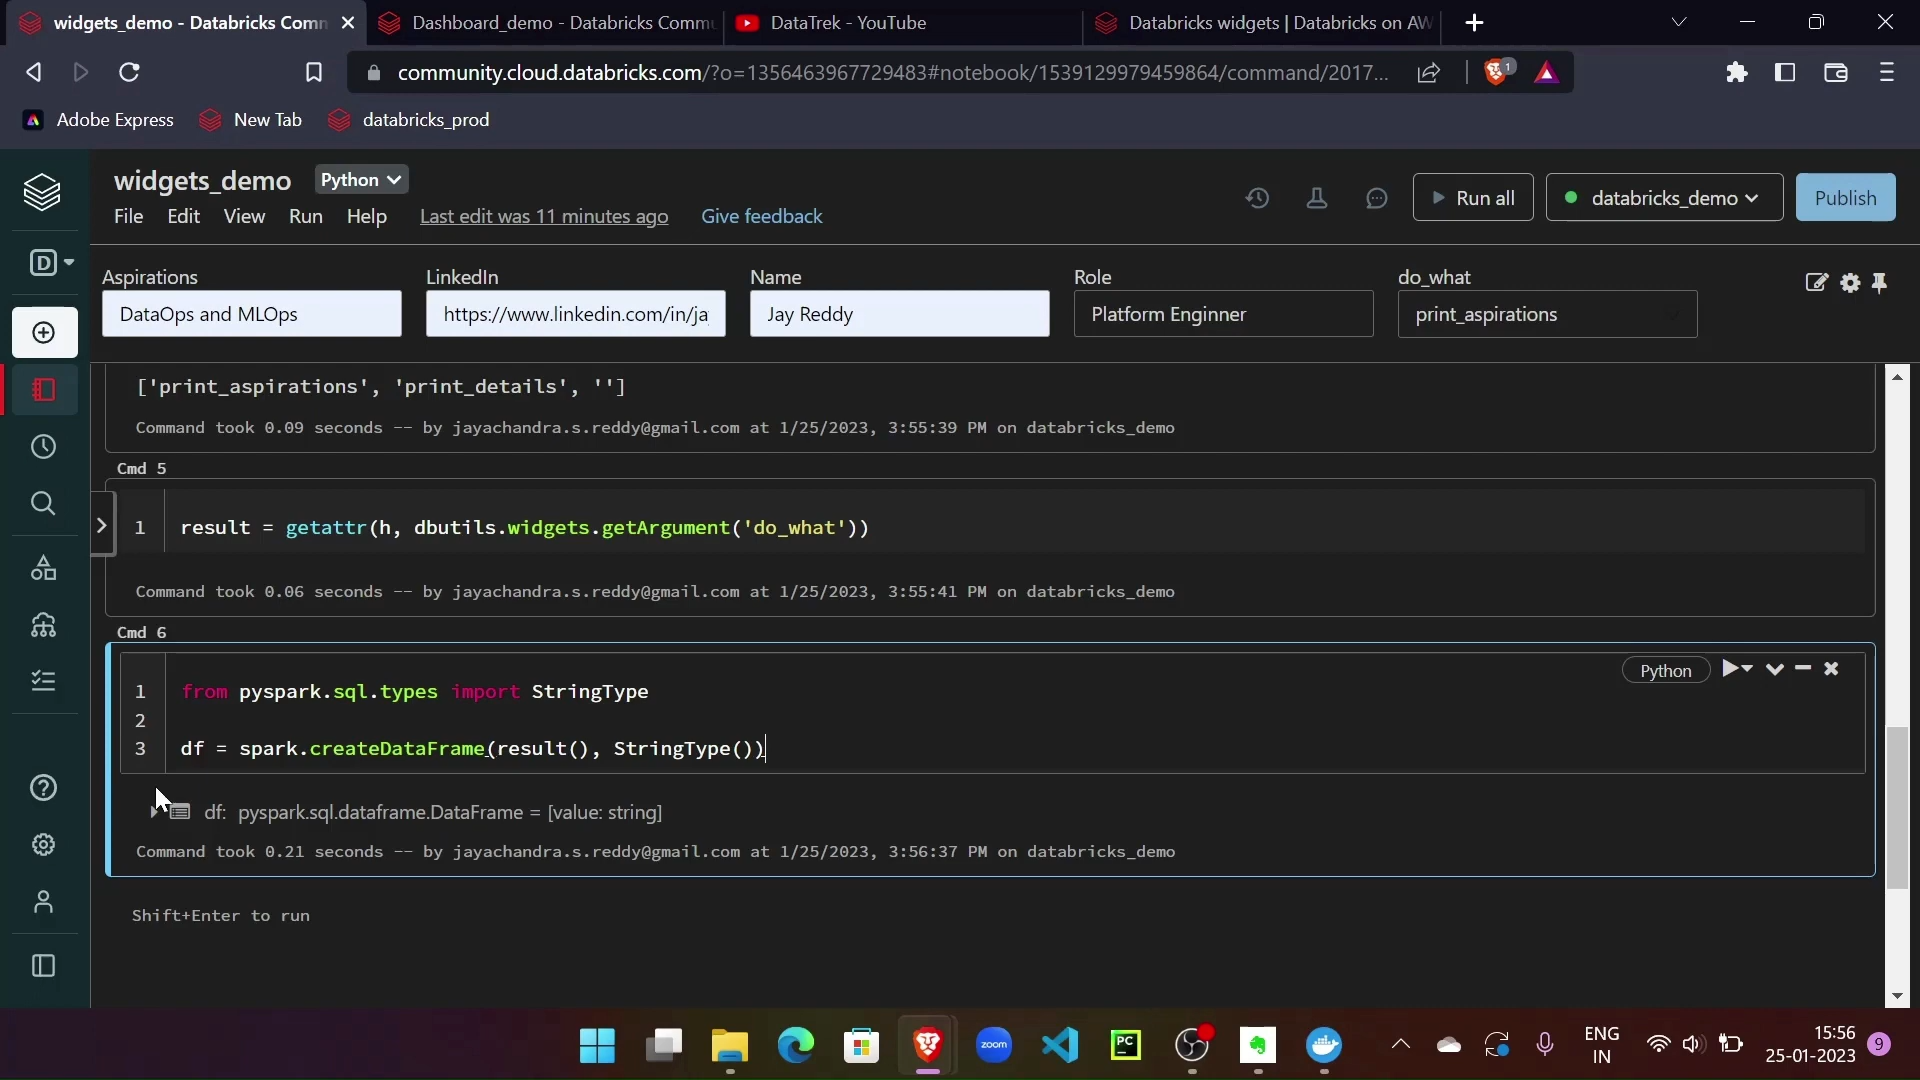 widgets_demo - Databricks Comm
Dashboard_demo - Databricks Commu
DataTrek - YouTube
Databricks widgets | Databricks on AW
community.cloud.databricks.com/?o=1356463967729483#notebook/1539129979459864/command/2017...
1
Adobe Express
New Tab
databricks_prod
widgets_demo
Python
File Edit View Run Help Last edit was 11 minutes ago Give feedback
Run all
databricks_demo
Publish
D
Aspirations LinkedIn Name Role do_what
DataOps and MLOps https://www.linkedin.com/in/ja Jay Reddy Platform Enginner print_aspirations
['print_aspirations', 'print_details', '']
Command took 0.09 seconds -- by jayachandra.s.reddy@gmail.com at 1/25/2023, 3:55:39 PM on databricks_demo
Cmd 5
1 result = getattr(h, dbutils.widgets.getArgument('do_what'))
Command took 0.06 seconds -- by jayachandra.s.reddy@gmail.com at 1/25/2023, 3:55:41 PM on databricks_demo
Cmd 6
Python
1 from pyspark.sql.types import StringType
2
3 df = spark.createDataFrame(result(), StringType())
df: pyspark.sql.dataframe.DataFrame = [value: string]
Command took 0.21 seconds -- by jayachandra.s.reddy@gmail.com at 1/25/2023, 3:56:37 PM on databricks_demo
Shift+Enter to run
zoom
PC
ENG
IN
15:56
25-01-2023
9